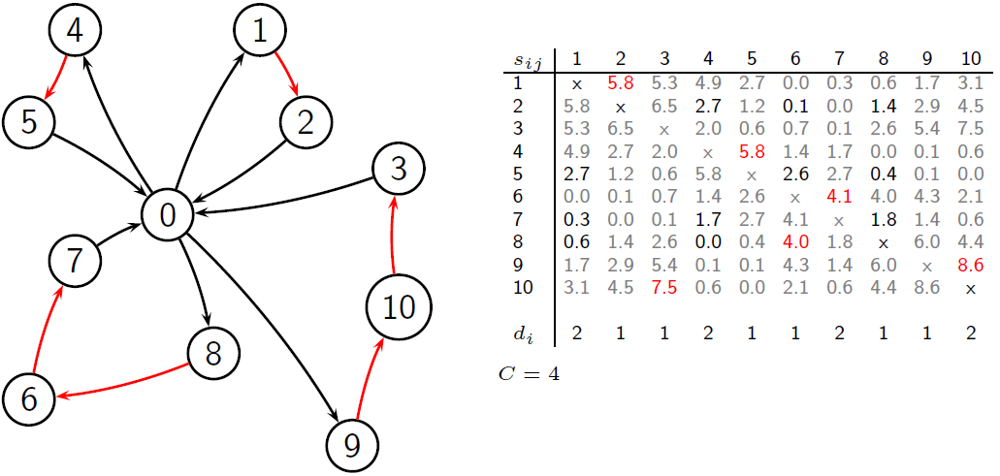 4
1
5
2
3
0
7
10
8
6
9
s_{ij} 1 2 3 4 5 6 7 8 9 10
1 x 5.8 5.3 4.9 2.7 0.0 0.3 0.6 1.7 3.1
2 5.8 x 6.5 2.7 1.2 0.1 0.0 1.4 2.9 4.5
3 5.3 6.5 x 2.0 0.6 0.7 0.1 2.6 5.4 7.5
4 4.9 2.7 2.0 x 5.8 1.4 1.7 0.0 0.1 0.6
5 2.7 1.2 0.6 5.8 x 2.6 2.7 0.4 0.1 0.0
6 0.0 0.1 0.7 1.4 2.6 x 4.1 4.0 4.3 2.1
7 0.3 0.0 0.1 1.7 2.7 4.1 x 1.8 1.4 0.6
8 0.6 1.4 2.6 0.0 0.4 4.0 1.8 x 6.0 4.4
9 1.7 2.9 5.4 0.1 0.1 4.3 1.4 6.0 x 8.6
10 3.1 4.5 7.5 0.6 0.0 2.1 0.6 4.4 8.6 x
d_i 2 1 1 2 1 1 2 1 1 2
C = 4